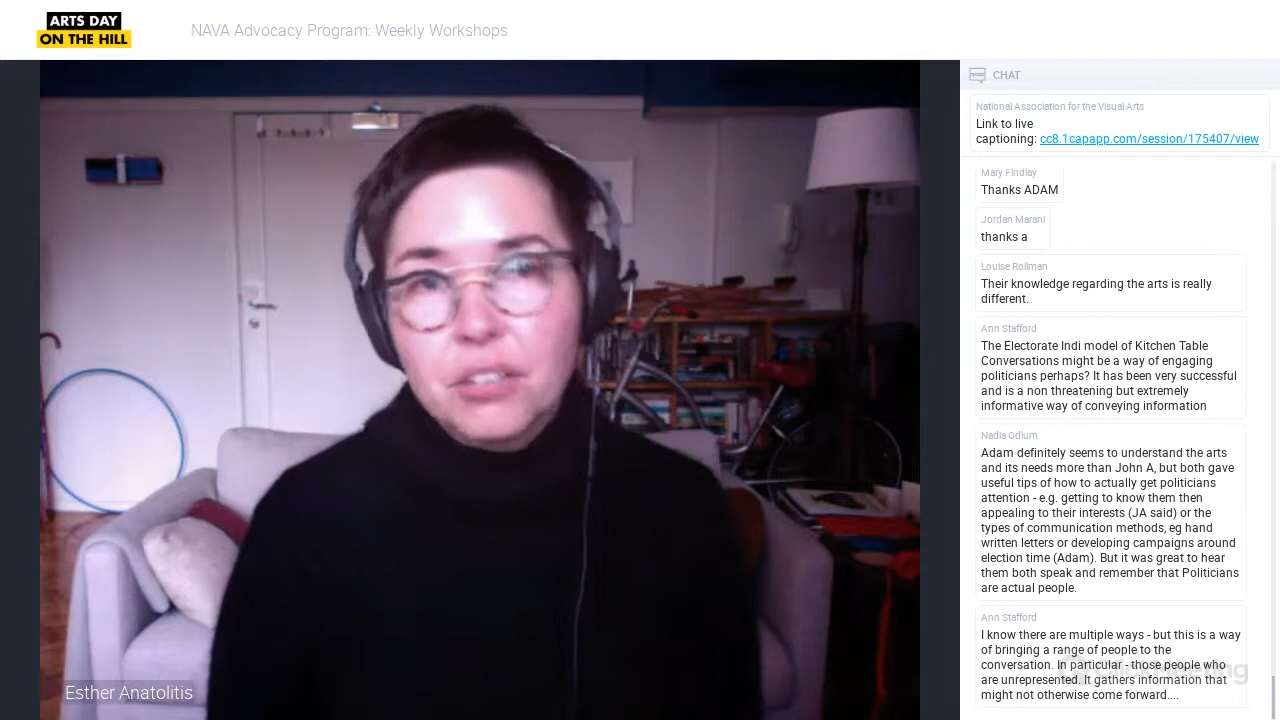 ARTS DAY
ON THE HILL
NAVA Advocacy Program: Weekly Workshops
Esther Anatolitis
CHAT
National Association for the Visual Arts
Link to live
captioning: cc8.1capapp.com/session/175407/view
Mary Findlay
Thanks ADAM
Jordan Marani
thanks a
Louise Rollman
Their knowledge regarding the arts is really
different.
Ann Stafford
The Electorate Indi model of Kitchen Table
Conversations might be a way of engaging
politicians perhaps? It has been very successful
and is a non threatening but extremely
informative way of conveying information
Nadia Odlum
Adam definitely seems to understand the arts
and its needs more than John A, but both gave
useful tips of how to actually get politicians
attention - e.g. getting to know them then
appealing to their interests (JA said) or the
types of communication methods, eg hand
written letters or developing campaigns around
election time (Adam). But it was great to hear
them both speak and remember that Politicians
are actual people.
Ann Stafford
I know there are multiple ways - but this is a way
of bringing a range of people to the
conversation. In particular - those people who
are unrepresented. It gathers information that
might not otherwise come forward....